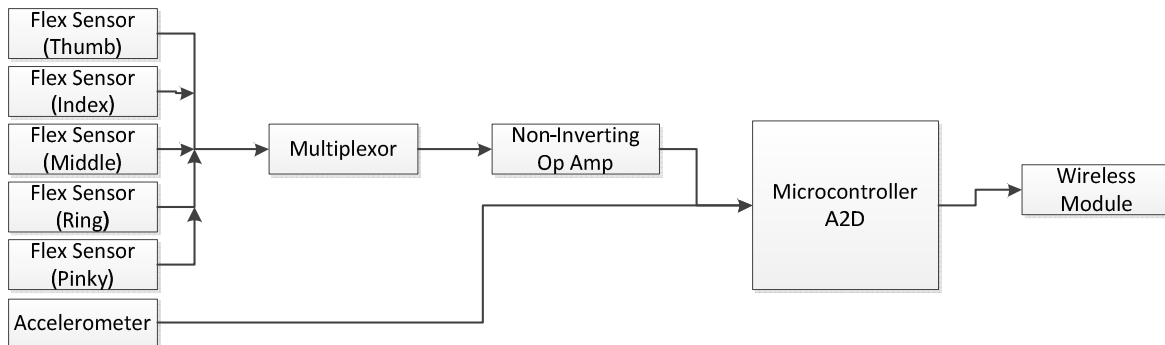 Flex Sensor
(Thumb)
Flex Sensor
(Index)
Flex Sensor
(Middle)
Flex Sensor
(Ring)
Flex Sensor
(Pinky)
Accelerometer
Multiplexor
Non-Inverting
Op Amp
Microcontroller
A2D
Wireless
Module